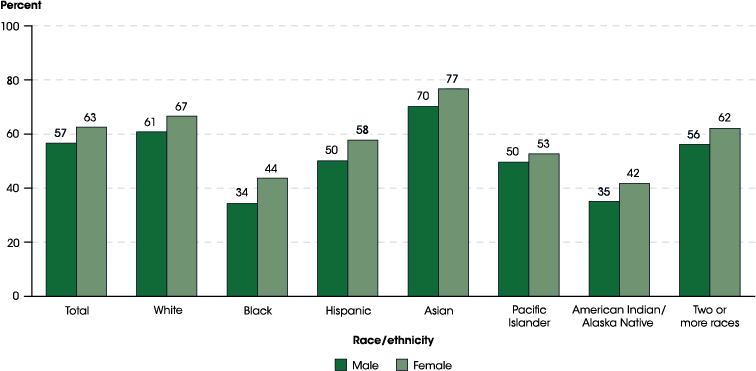 Percent
100
80
60
40
20
0
57 63
61 67
34 44
50 58
70 77
50 53
35 42
56 62
Total
White
Black
Hispanic
Asian
Pacific
Islander
American Indian/
Alaska Native
Two or
more races
Race/ethnicity
Male Female